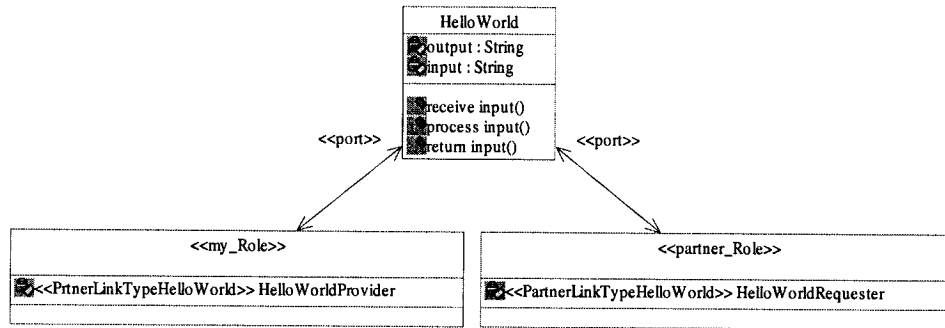 HelloWorld
output : String
input : String
receive input()
process input()
return input()
<<port>>
<<port>>
<<my_Role>>
<<PrtnerLinkTypeHelloWorld>> HelloWorldProvider
<<partner_Role>>
<<PartnerLinkTypeHelloWorld>> HelloWorldRequester